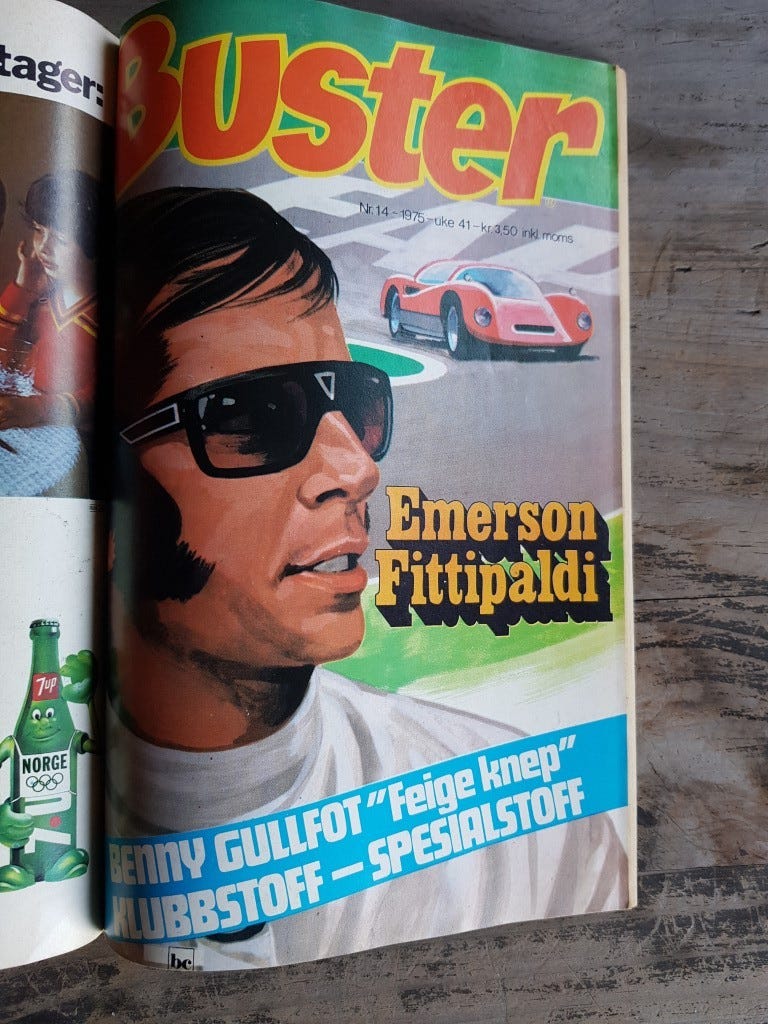 tager:
Buster
Nr. 14 - 1975 - uke 41 - kr. 3,50 inkl. moms
Emerson
Fittipaldi
BENNY GULLFOT "Feige knep"
KLUBBSTOFF — SPESIALSTOFF
bc
7up
NORGE